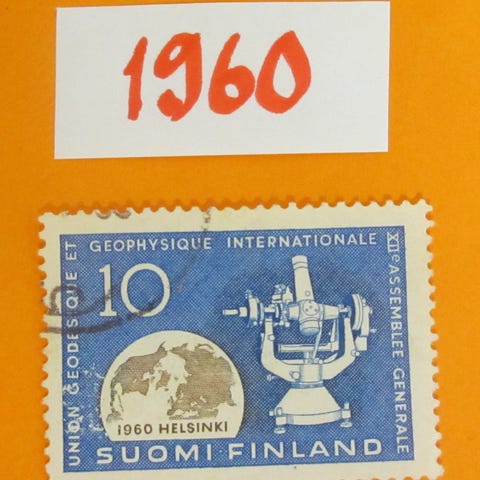 1960
UNION GEODESIQUE ET GEOPHYSIQUE INTERNATIONALE
XIIe ASSEMBLEE GENERALE
10
1960 HELSINKI
SUOMI·FINLAND